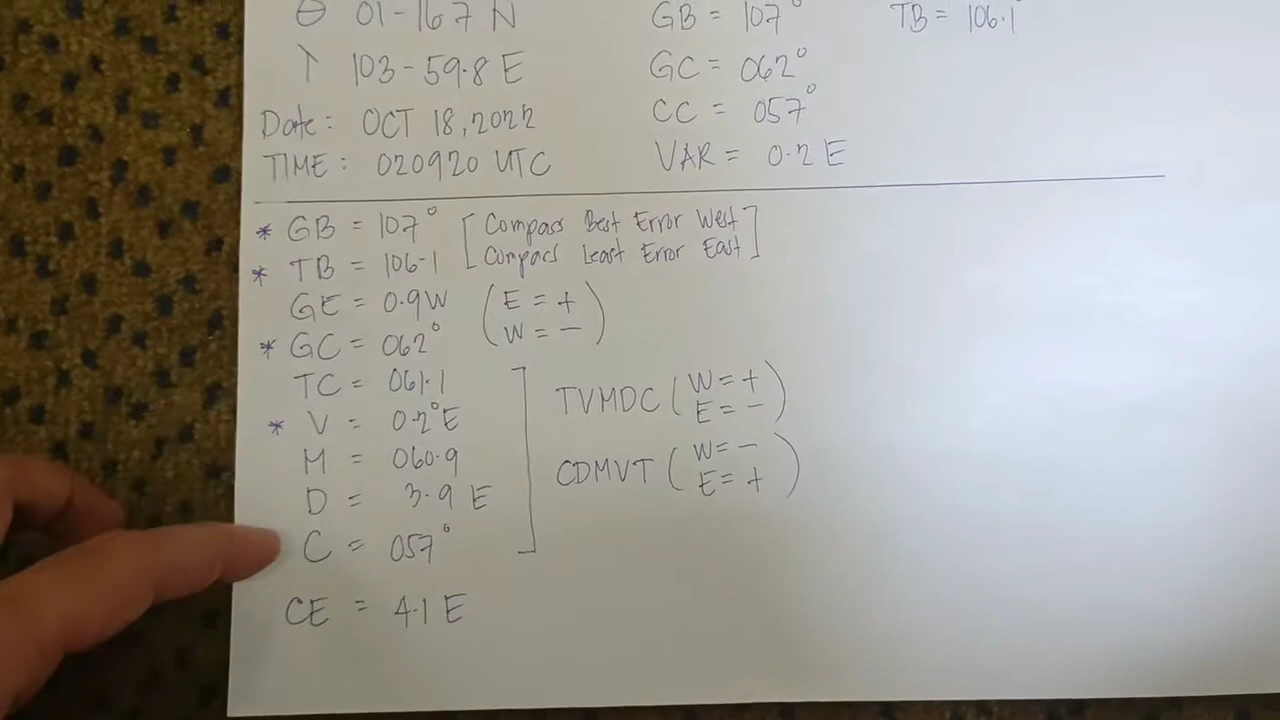 θ 01-16.7 N GB = 107° TB = 106.1°
λ 103-59.8 E GC = 062°
Date: OCT 18,2022 CC = 057°
TIME: 020920 UTC VAR = 0.2 E
* GB = 107° [Compass Best Error West
* TB = 106.1 Compass Least Error East]
GE = 0.9W (E = +
W = -)
* GC = 062°
TC = 061.1
TVMDC (W = +
E = -)
* V = 0.2°E
M = 060.9
CDMVT (W = -
E = +)
D = 3.9 E
C = 057°
CE = 4.1 E